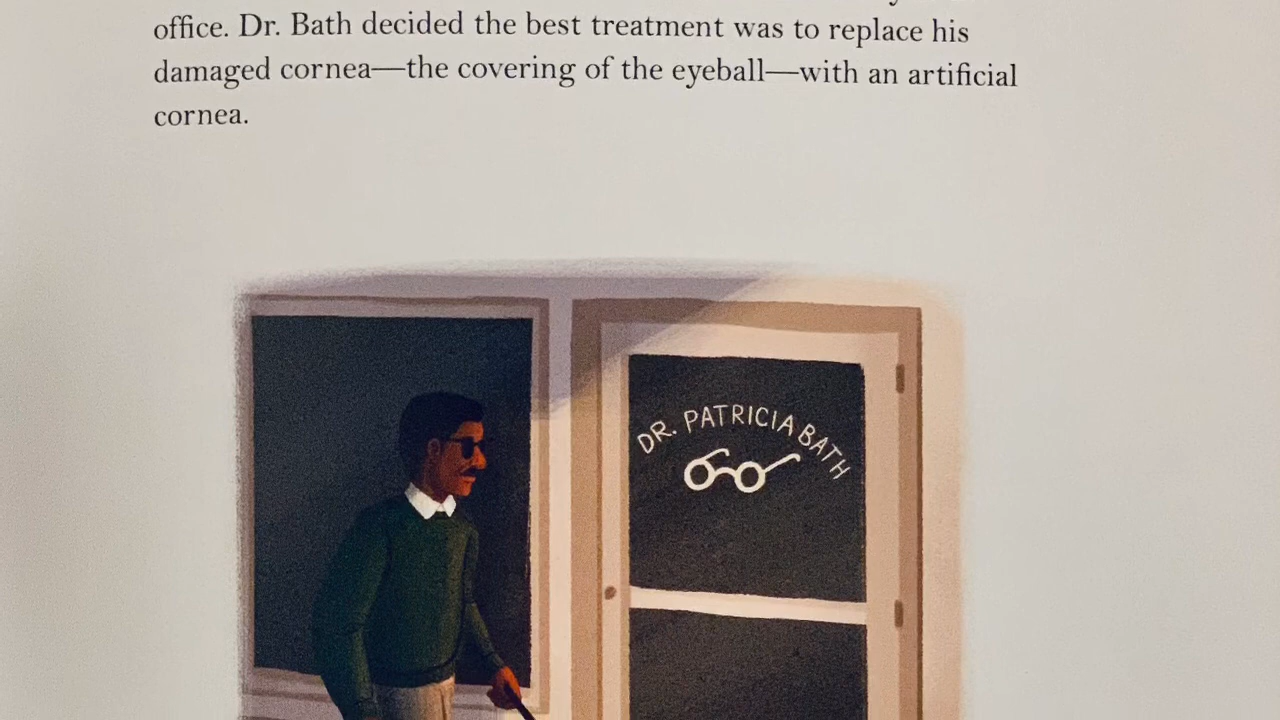 office. Dr. Bath decided the best treatment was to replace his
damaged cornea—the covering of the eyeball—with an artificial
cornea.
DR. PATRICIA BATH